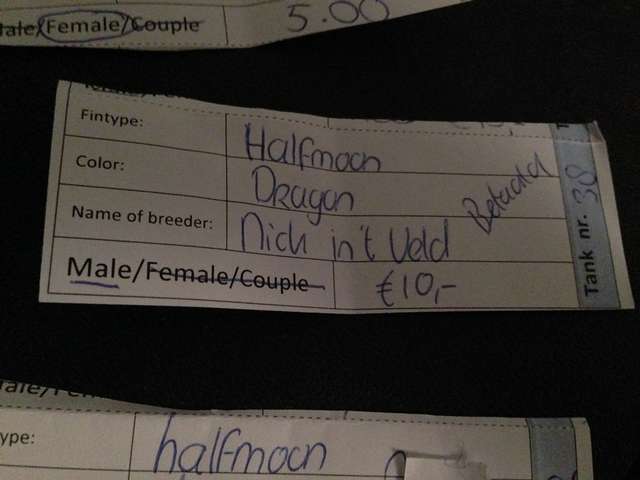 Male/Female/Couple 5.00
Fintype: Halfmoon
Color: Dragon
Name of breeder: Nick in't Veld
Betaald
Male/Female/Couple €10,-
Tank nr. 38
ype: halfmoon